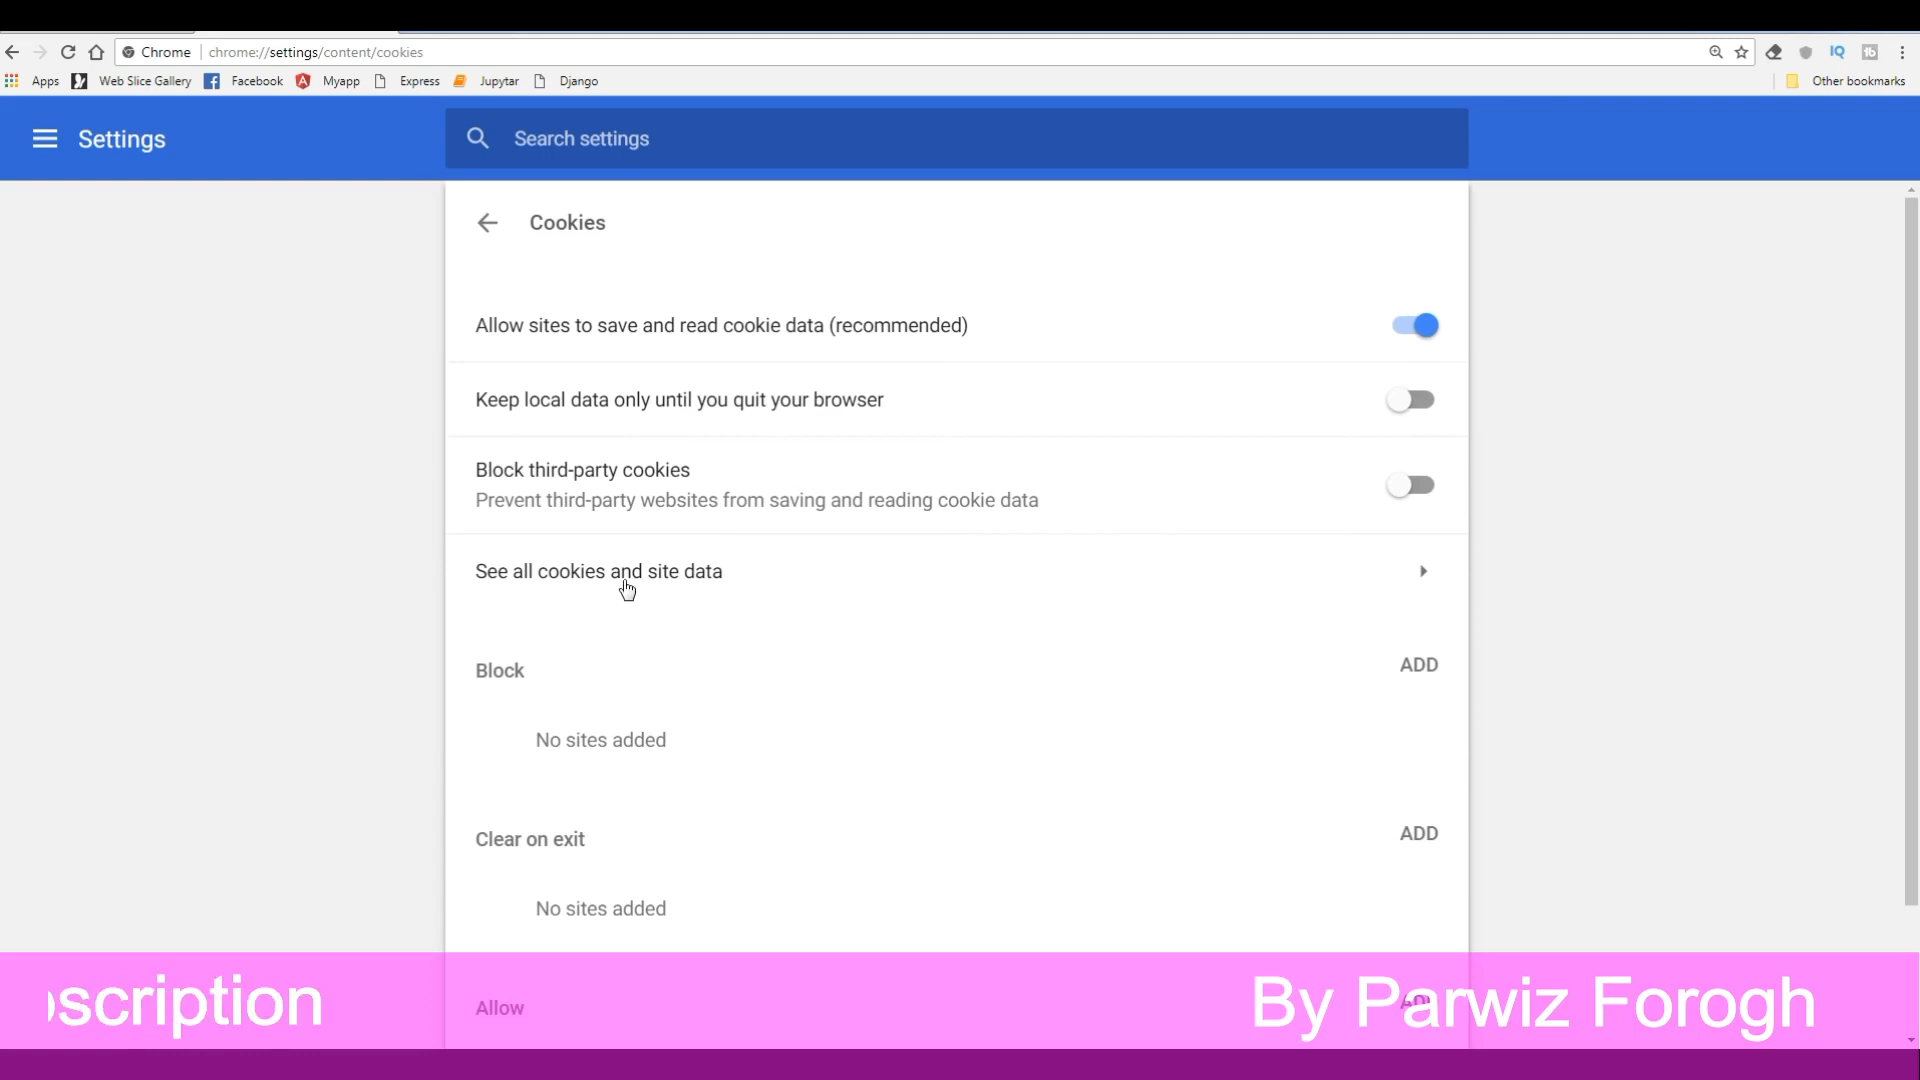 Chrome chrome://settings/content/cookies
Apps Web Slice Gallery Facebook Myapp Express Jupytar Django Other bookmarks
Settings Search settings
Cookies
Allow sites to save and read cookie data (recommended)
Keep local data only until you quit your browser
Block third-party cookies
Prevent third-party websites from saving and reading cookie data
See all cookies and site data
Block ADD
No sites added
Clear on exit ADD
No sites added
Allow
scription By Parwiz Forogh